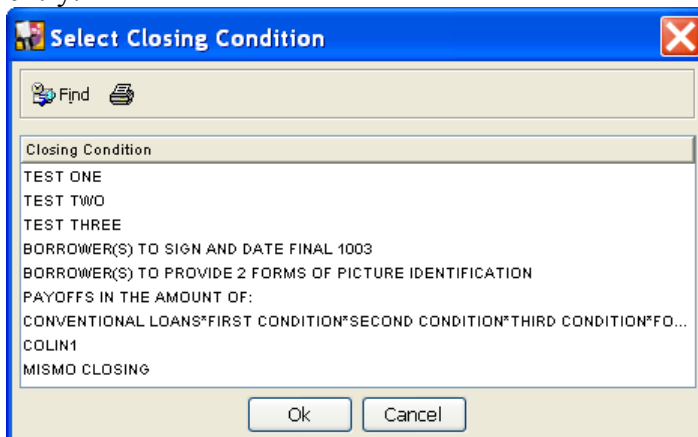 Select Closing Condition
Find
Closing Condition
TEST ONE
TEST TWO
TEST THREE
BORROWER(S) TO SIGN AND DATE FINAL 1003
BORROWER(S) TO PROVIDE 2 FORMS OF PICTURE IDENTIFICATION
PAYOFFS IN THE AMOUNT OF:
CONVENTIONAL LOANS*FIRST CONDITION*SECOND CONDITION*THIRD CONDITION*FO...
COLIN1
MISMO CLOSING
Ok Cancel